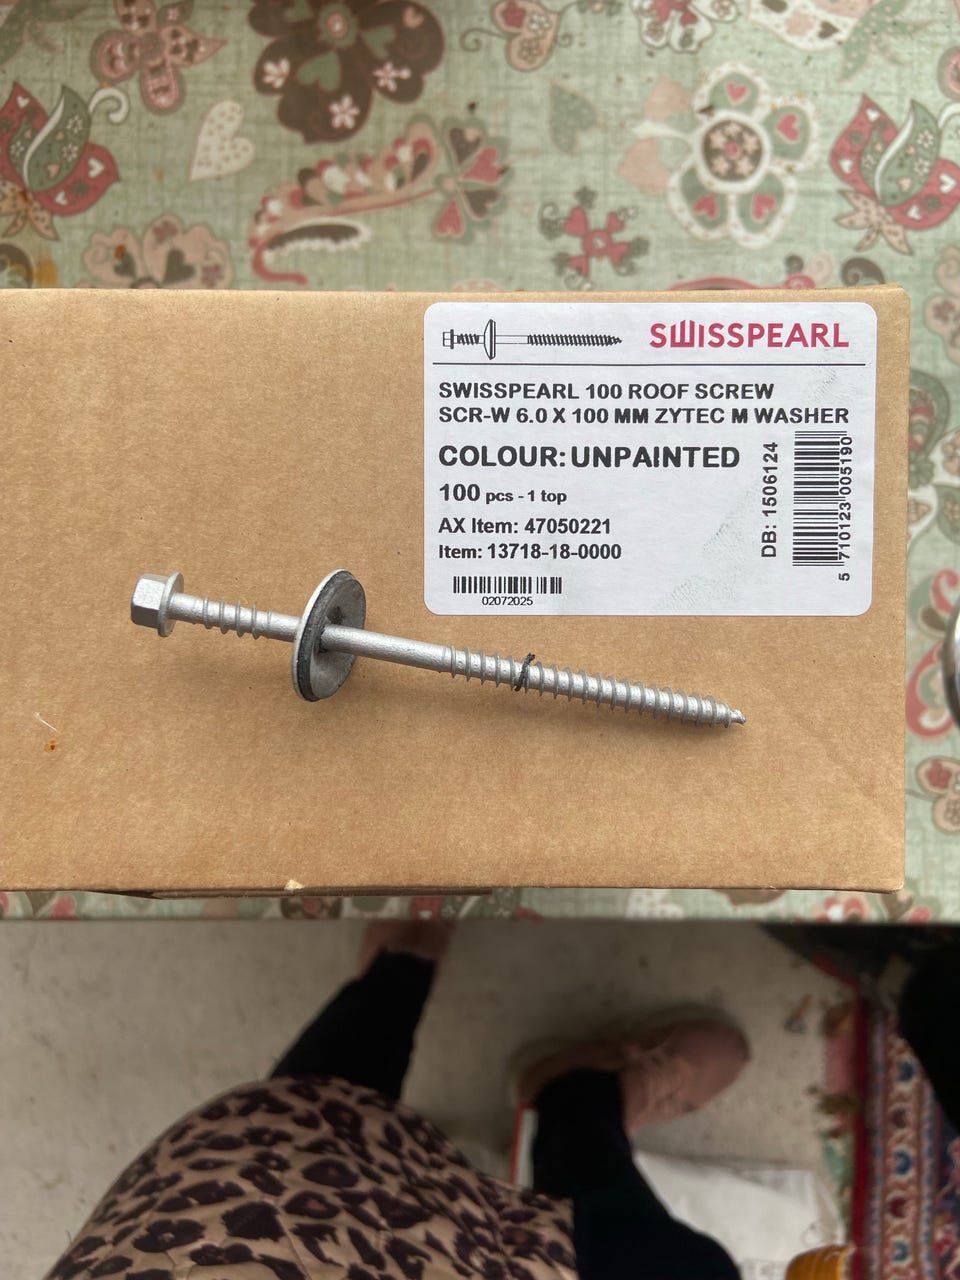 SWISSPEARL
SWISSPEARL 100 ROOF SCREW
SCR-W 6.0 X 100 MM ZYTEC M WASHER
COLOUR: UNPAINTED
100 pcs - 1 top
AX Item: 47050221
Item: 13718-18-0000
02072025
DB: 1506124
5 710123 005190